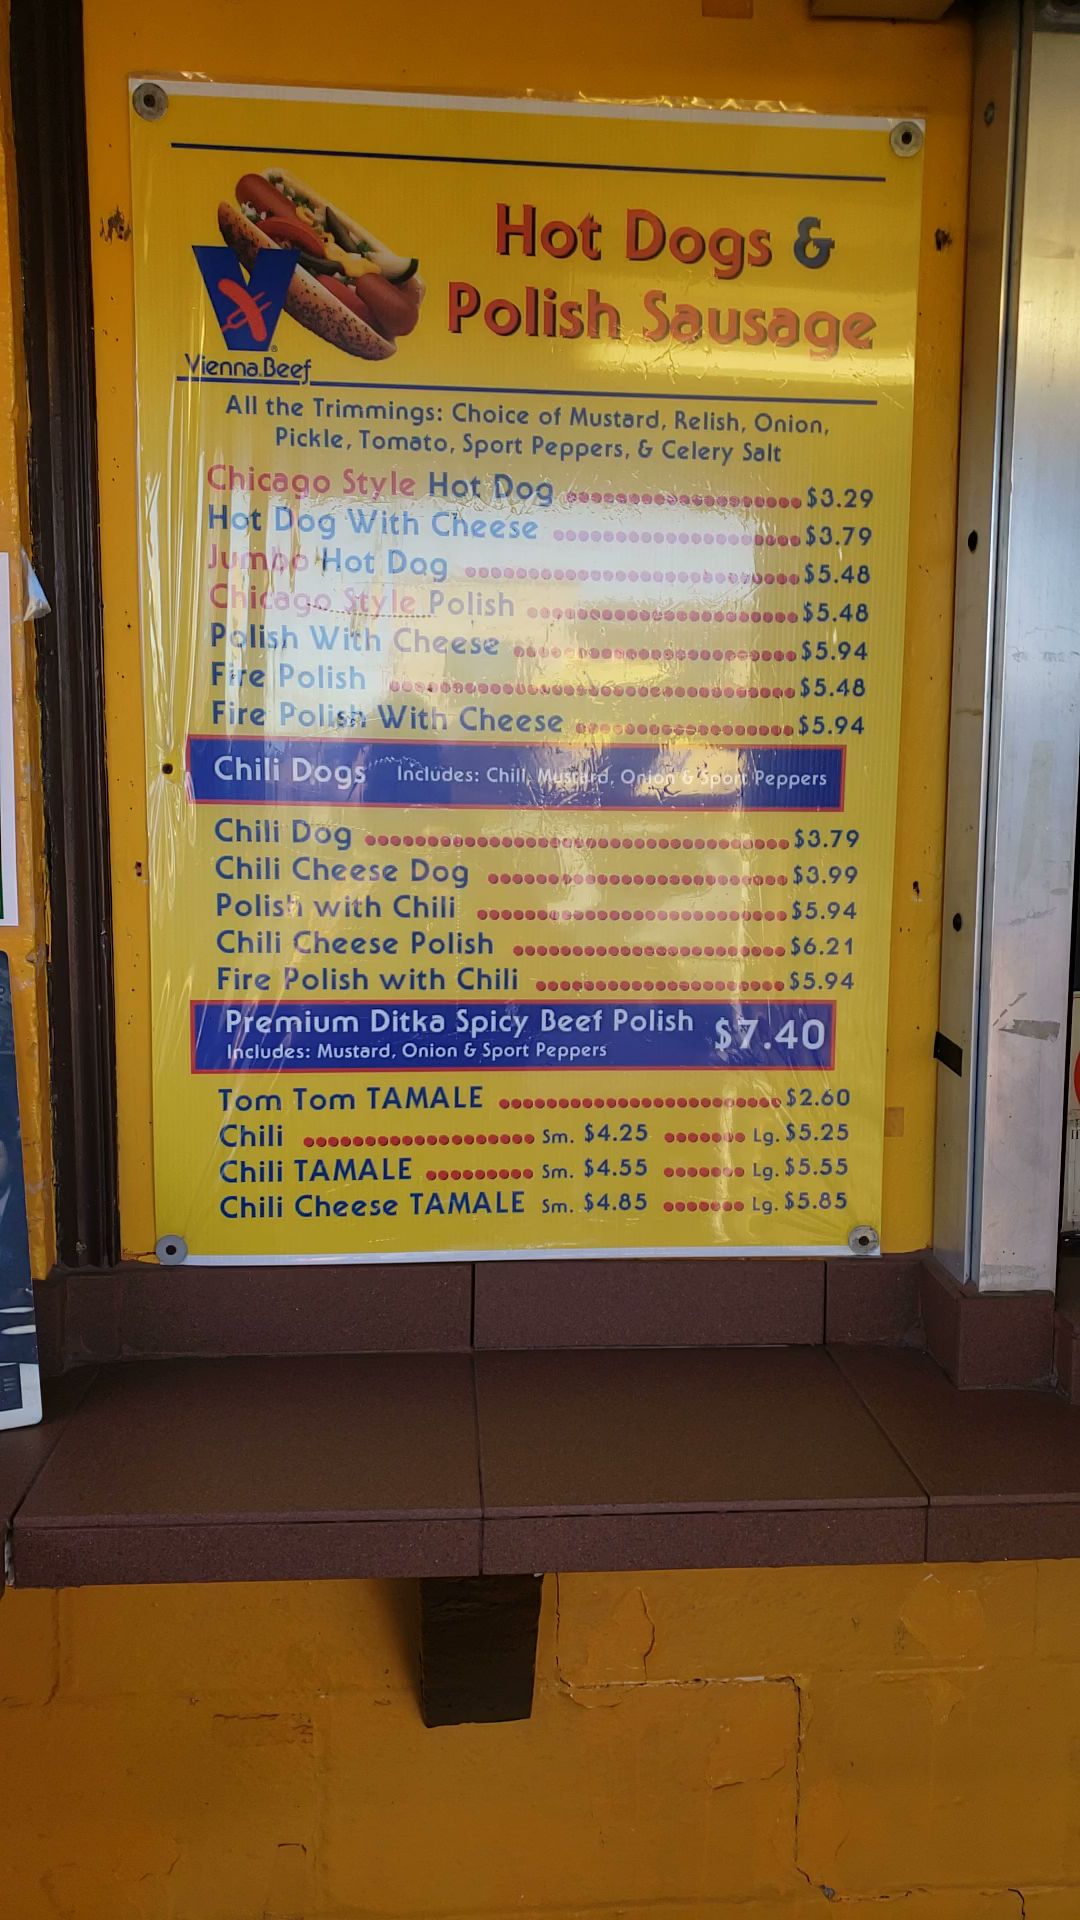 Hot Dogs &
Polish Sausage
Vienna Beef
All the Trimmings: Choice of Mustard, Relish, Onion,
Pickle, Tomato, Sport Peppers, & Celery Salt
Chicago Style Hot Dog $3.29
Hot Dog With Cheese $3.79
Jumbo Hot Dog $5.48
Chicago Style Polish $5.48
Polish With Cheese $5.94
Fire Polish $5.48
Fire Polish With Cheese $5.94
Chili Dogs Includes: Chili, Mustard, Onion & Sport Peppers
Chili Dog $3.79
Chili Cheese Dog $3.99
Polish with Chili $5.94
Chili Cheese Polish $6.21
Fire Polish with Chili $5.94
Premium Ditka Spicy Beef Polish $7.40
Includes: Mustard, Onion & Sport Peppers
Tom Tom TAMALE $2.60
Chili Sm. $4.25 Lg. $5.25
Chili TAMALE Sm. $4.55 Lg. $5.55
Chili Cheese TAMALE Sm. $4.85 Lg. $5.85